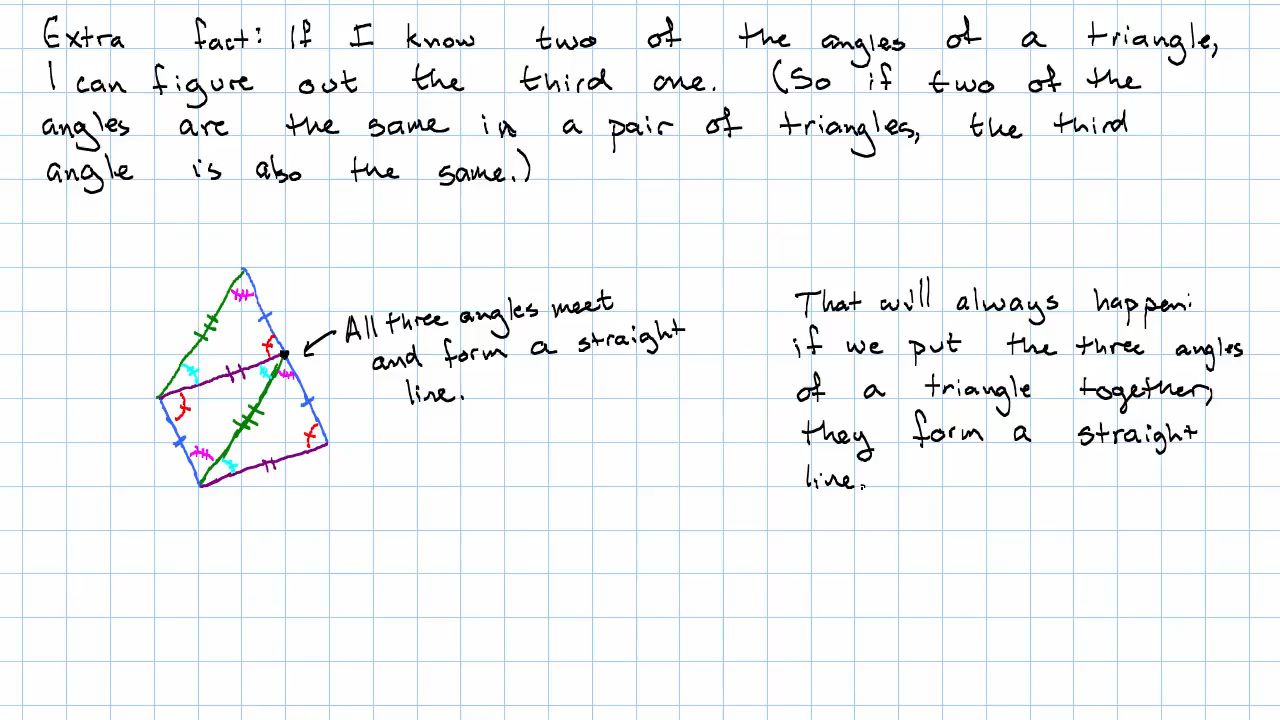 Extra fact: If I know two of the angles of a triangle,
I can figure out the third one. (So if two of the
angles are the same in a pair of triangles, the third
angle is also the same.)
All three angles meet
and form a straight
line.
That will always happen:
if we put the three angles
of a triangle together,
they form a straight
line.